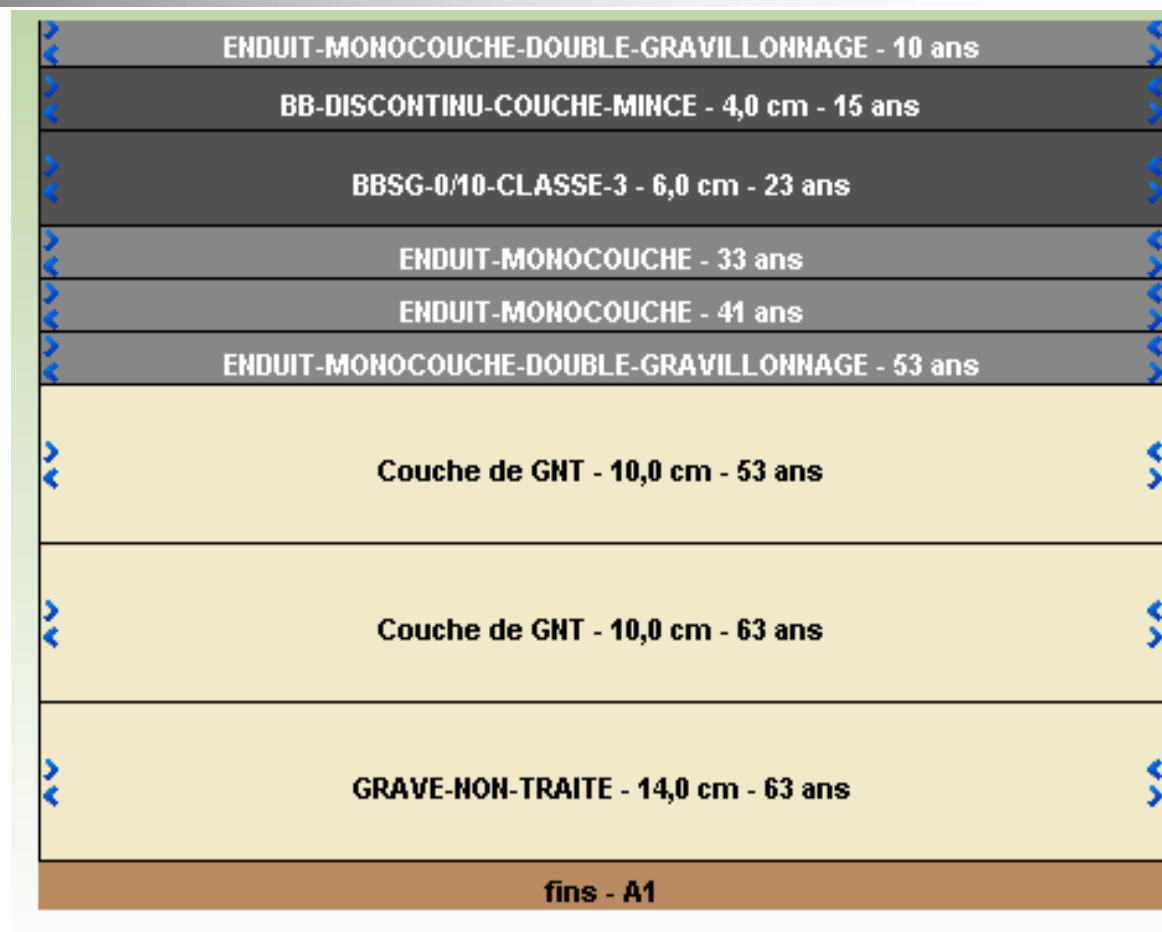 ENDUIT-MONOCOUCHE-DOUBLE-GRAVILLONNAGE - 10 ans
BB-DISCONTINU-COUCHE-MINCE - 4,0 cm - 15 ans
BBSG-0/10-CLASSE-3 - 6,0 cm - 23 ans
ENDUIT-MONOCOUCHE - 33 ans
ENDUIT-MONOCOUCHE - 41 ans
ENDUIT-MONOCOUCHE-DOUBLE-GRAVILLONNAGE - 53 ans
Couche de GNT - 10,0 cm - 53 ans
Couche de GNT - 10,0 cm - 63 ans
GRAVE-NON-TRAITE - 14,0 cm - 63 ans
fins - A1